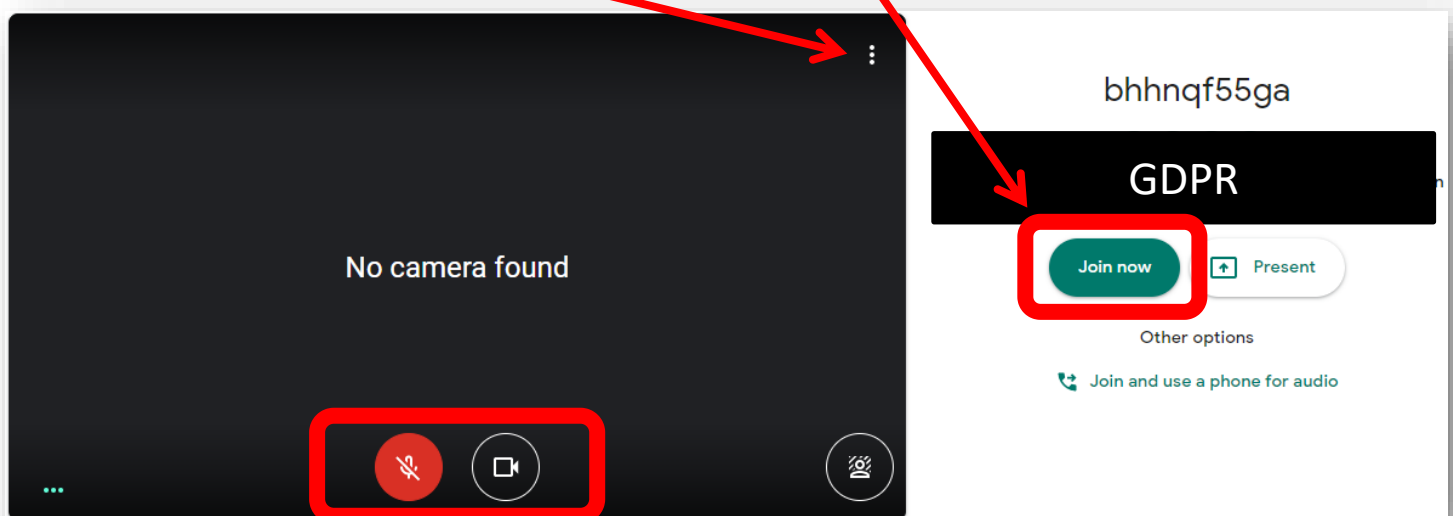 No camera found
bhhnqf55ga
GDPR
n
Join now
Present
Other options
Join and use a phone for audio